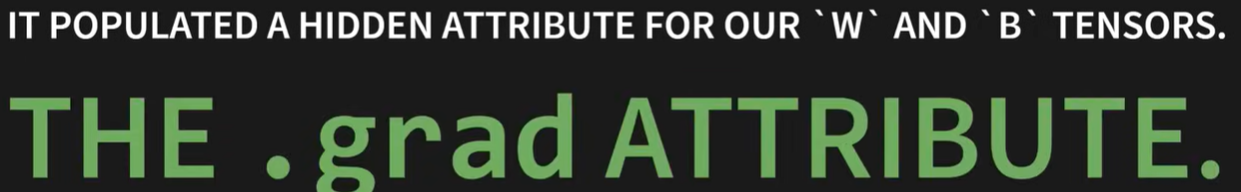 IT POPULATED A HIDDEN ATTRIBUTE FOR OUR `W` AND `B` TENSORS.
THE .grad ATTRIBUTE.